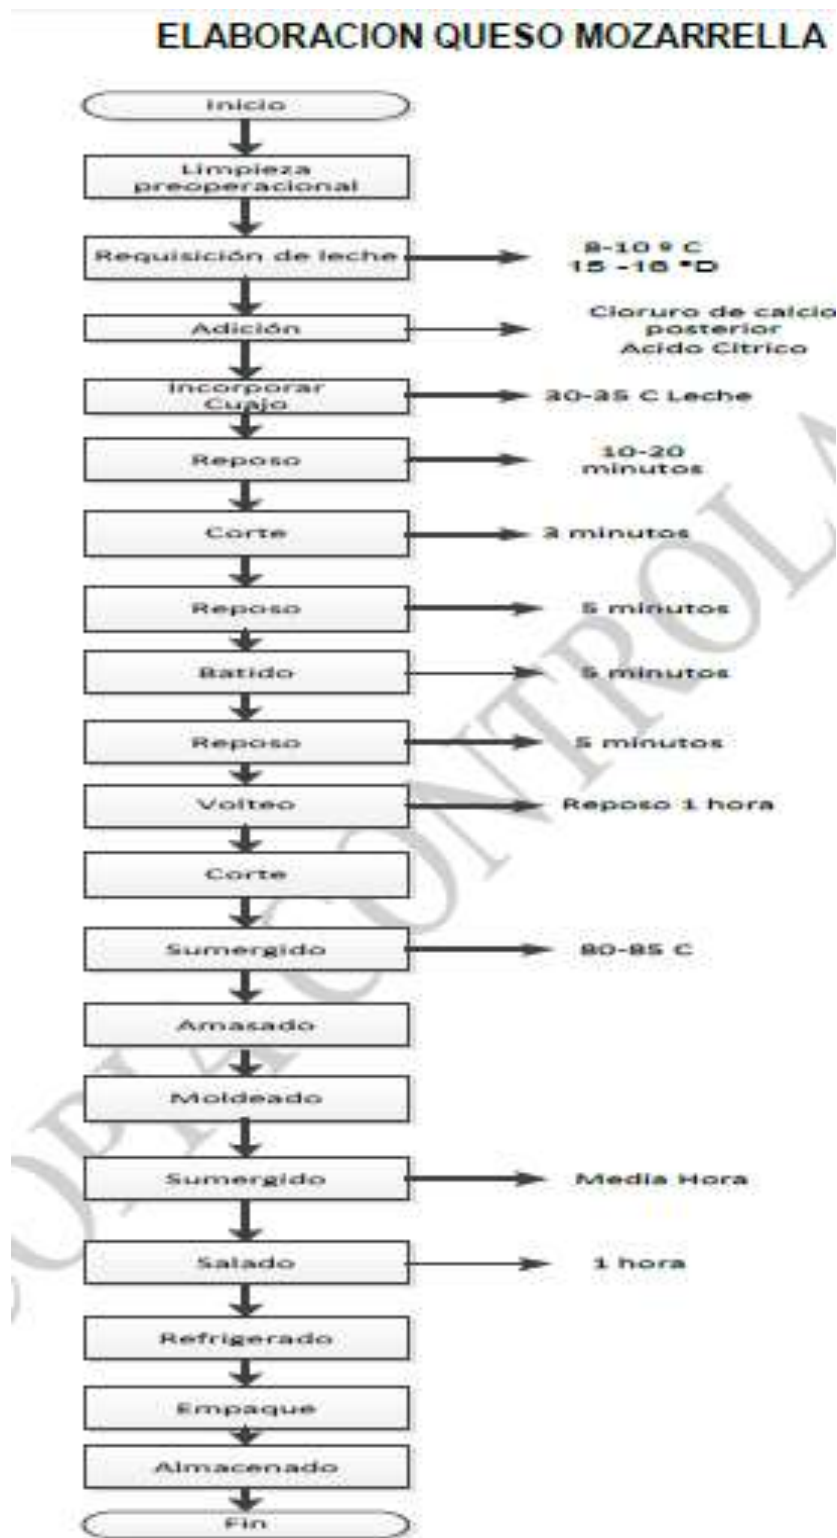 ELABORACION QUESO MOZARRELLA
Inicio
Limpieza
preoperacional
Requisición de leche
8-10 º C
15 -16 °D
Adición
Cloruro de calcio
posterior
Acido Citrico
Incorporar
Cuajo
30-35 C Leche
Reposo
10-20
minutos
Corte
3 minutos
Reposo
5 minutos
Batido
5 minutos
Reposo
5 minutos
Volteo
Reposo 1 hora
Corte
Sumergido
80-85 C
Amasado
Moldeado
Sumergido
Media Hora
Salado
1 hora
Refrigerado
Empaque
Almacenado
Fin
COPIA CONTROLA